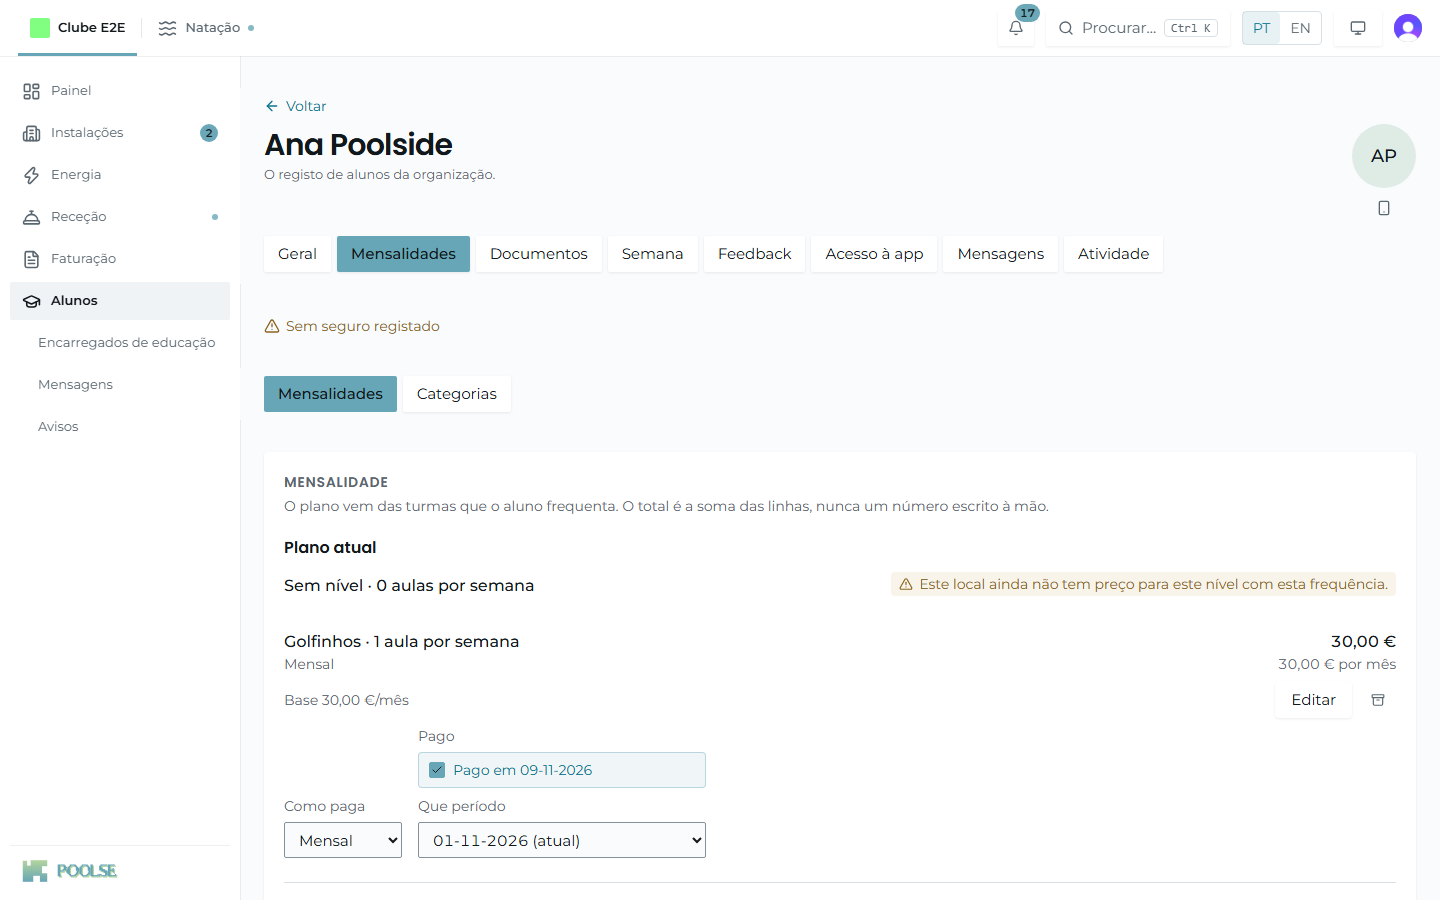 Clube E2E
Natação
17
Procurar...
Ctrl K
PT
EN
Painel
Instalações
2
Energia
Receção
Faturação
Alunos
Encarregados de educação
Mensagens
Avisos
POOLSE
Voltar
Ana Poolside
O registo de alunos da organização.
AP
Geral
Mensalidades
Documentos
Semana
Feedback
Acesso à app
Mensagens
Atividade
Sem seguro registado
Mensalidades
Categorias
MENSALIDADE
O plano vem das turmas que o aluno frequenta. O total é a soma das linhas, nunca um número escrito à mão.
Plano atual
Sem nível · 0 aulas por semana
Este local ainda não tem preço para este nível com esta frequência.
Golfinhos · 1 aula por semana
30,00 €
Mensal
30,00 € por mês
Base 30,00 €/mês
Editar
Pago
Pago em 09-11-2026
Como paga
Que período
Mensal
01-11-2026 (atual)